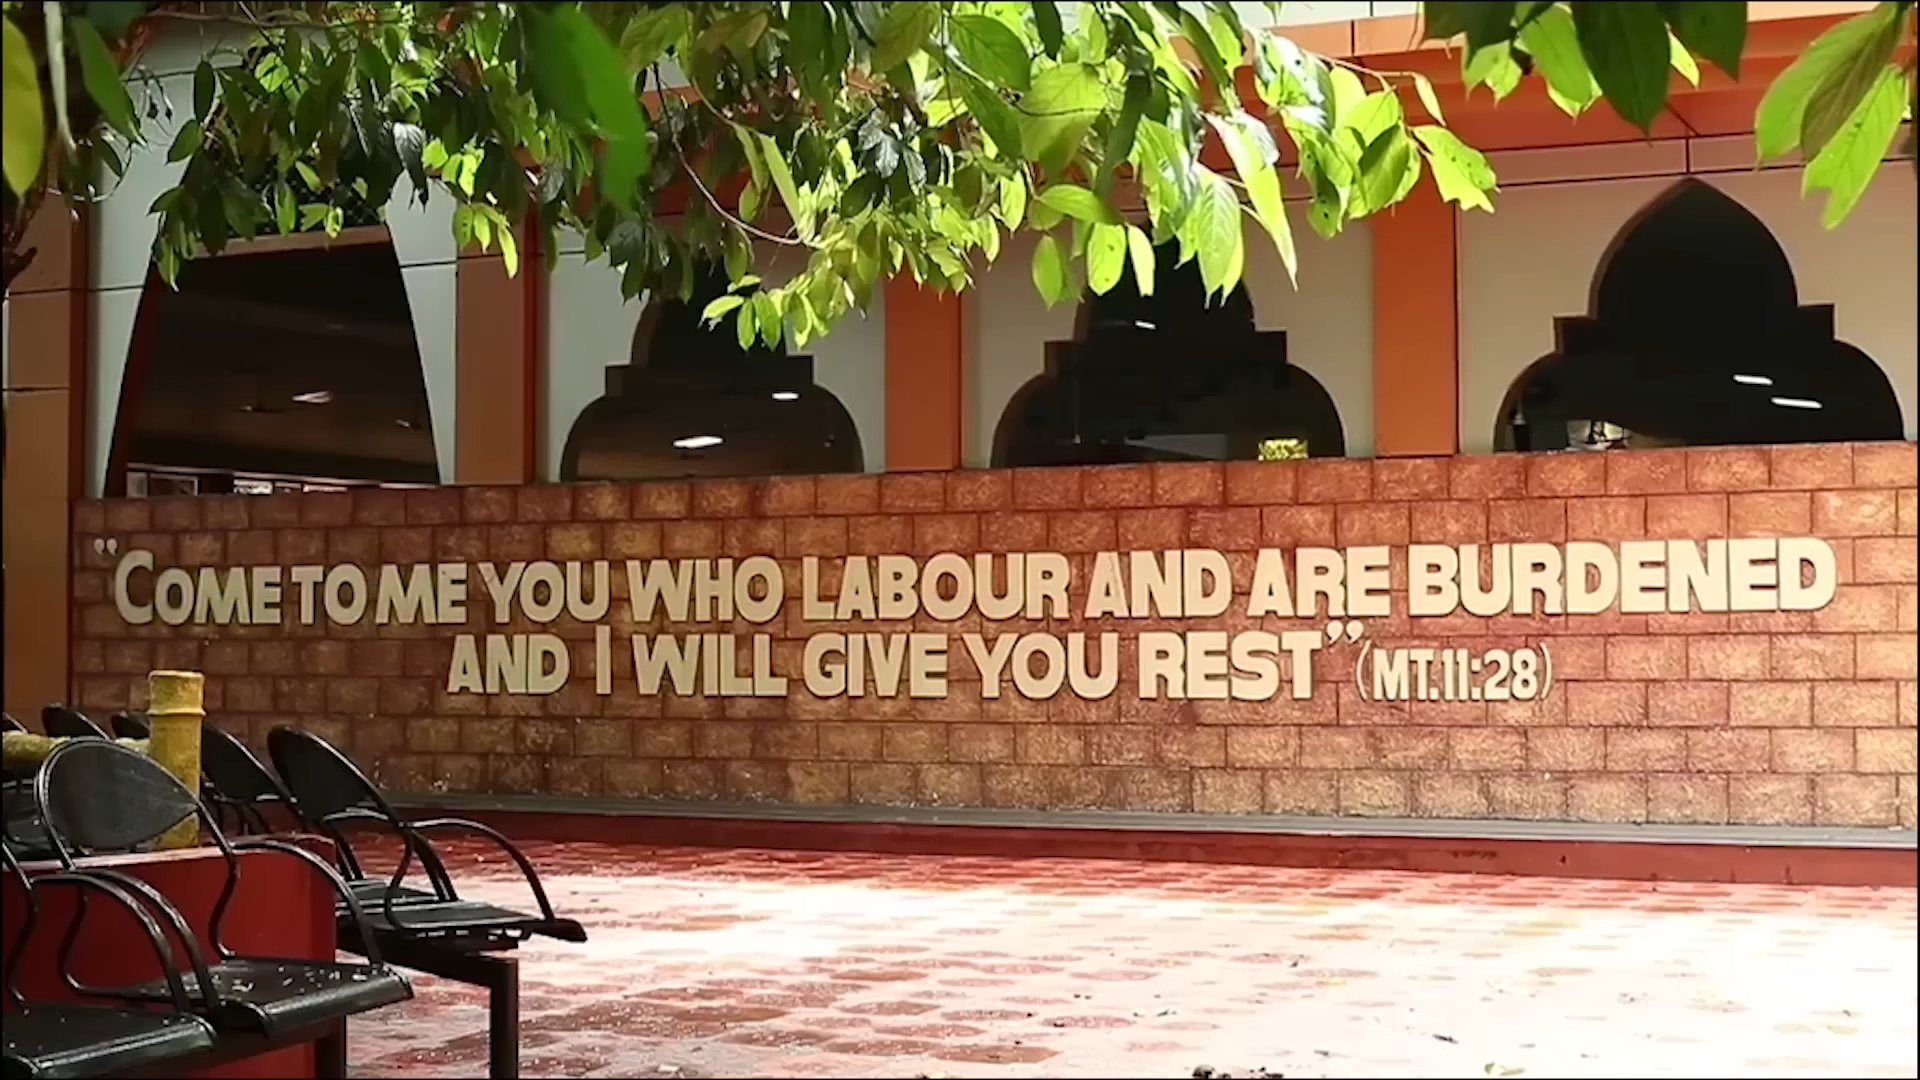 "COME TO ME YOU WHO LABOUR AND ARE BURDENED
AND I WILL GIVE YOU REST" (MT.11:28)